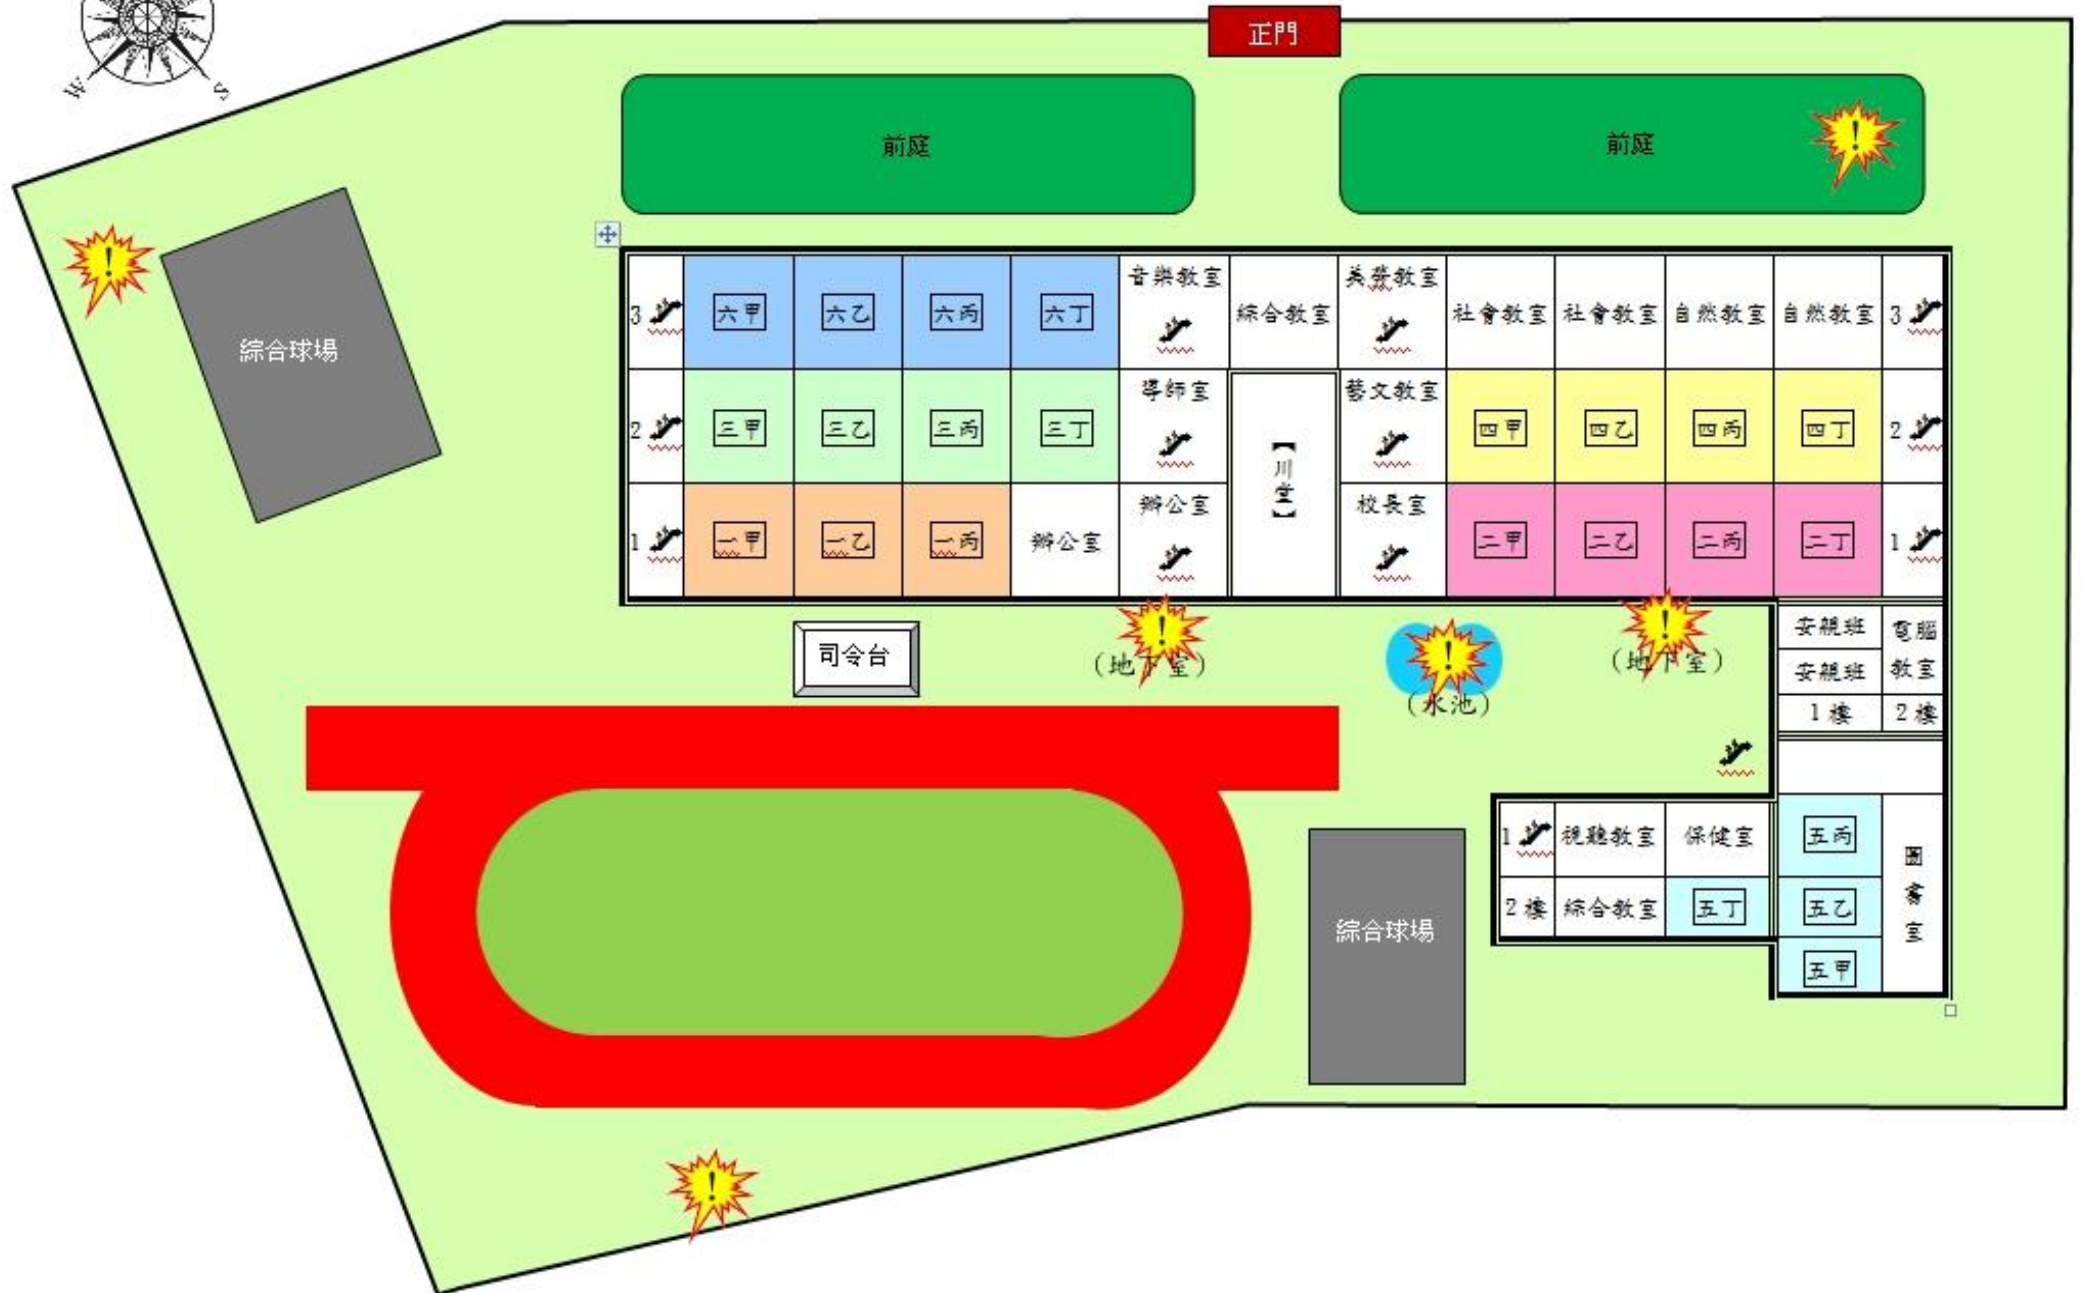 W
S
正門
前庭
前庭
綜合球場
3
六甲
六乙
六丙
六丁
音樂教室
綜合教室
美勞教室
社會教室
社會教室
自然教室
自然教室
3
2
三甲
三乙
三丙
三丁
導師室
【川堂】
藝文教室
四甲
四乙
四丙
四丁
2
1
一甲
一乙
一丙
辦公室
辦公室
校長室
二甲
二乙
二丙
二丁
1
司令台
!
(地下室)
!
(水池)
!
(地下室)
!
安親班
安親班
1樓
電腦
教室
2樓
1
視聽教室
保健室
2樓
綜合教室
五丁
五丙
五乙
五甲
圖書室
綜合球場
!
!
!